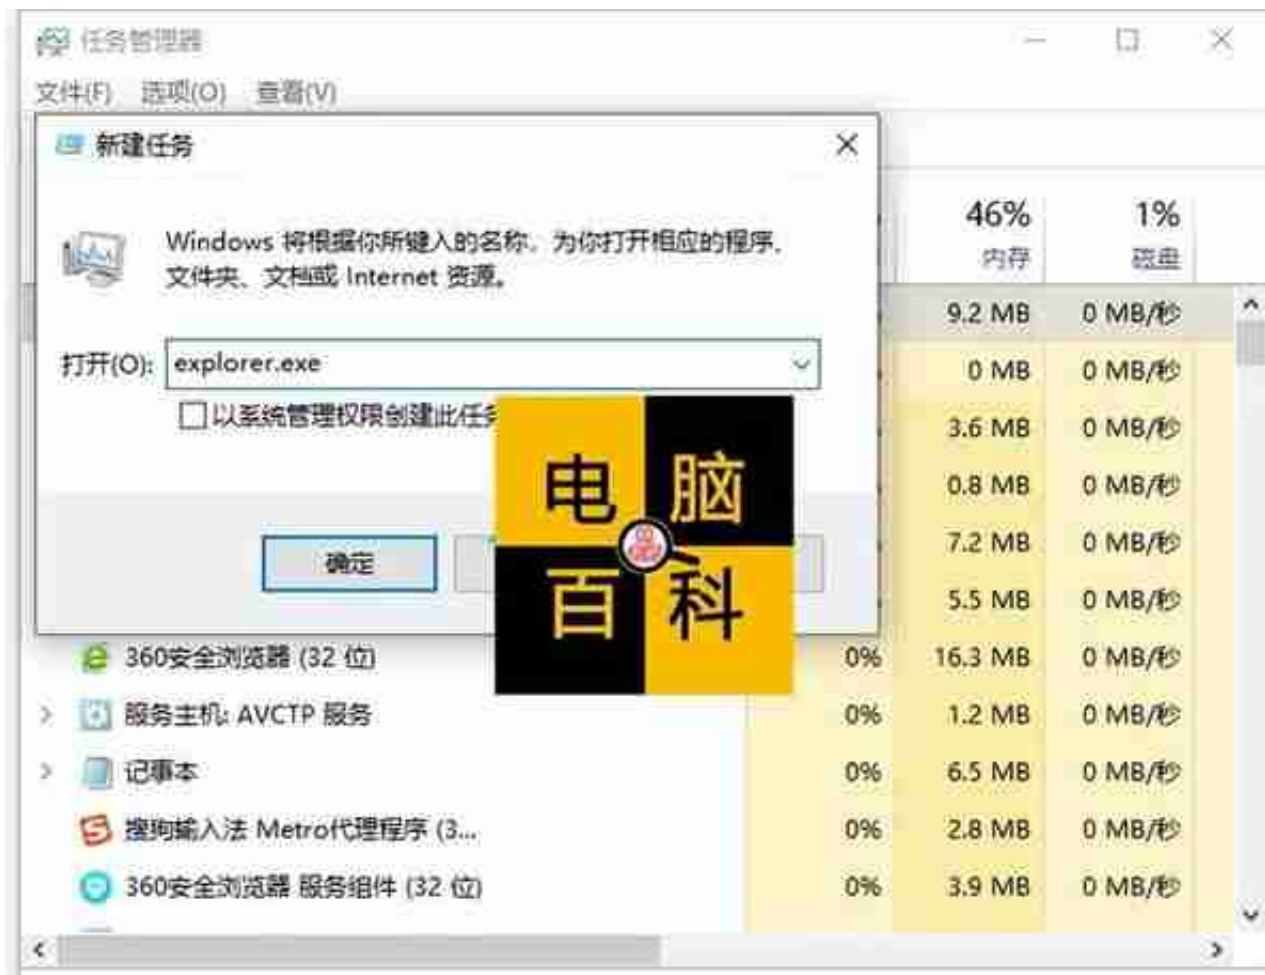 任务管理器
文件(F) 选项(O) 查看(V)
新建任务
46% 1%
内存 磁盘
Windows 将根据你所键入的名称，为你打开相应的程序、
文件夹、文档或 Internet 资源。
9.2 MB 0 MB/秒
打开(O): explorer.exe
0 MB 0 MB/秒
以系统管理权限创建此任务
3.6 MB 0 MB/秒
电脑
百科
0.8 MB 0 MB/秒
确定
7.2 MB 0 MB/秒
5.5 MB 0 MB/秒
360安全浏览器 (32 位) 0% 16.3 MB 0 MB/秒
服务主机: AVCTP 服务 0% 1.2 MB 0 MB/秒
记事本 0% 6.5 MB 0 MB/秒
搜狗输入法 Metro代理程序 (3... 0% 2.8 MB 0 MB/秒
360安全浏览器 服务组件 (32 位) 0% 3.9 MB 0 MB/秒